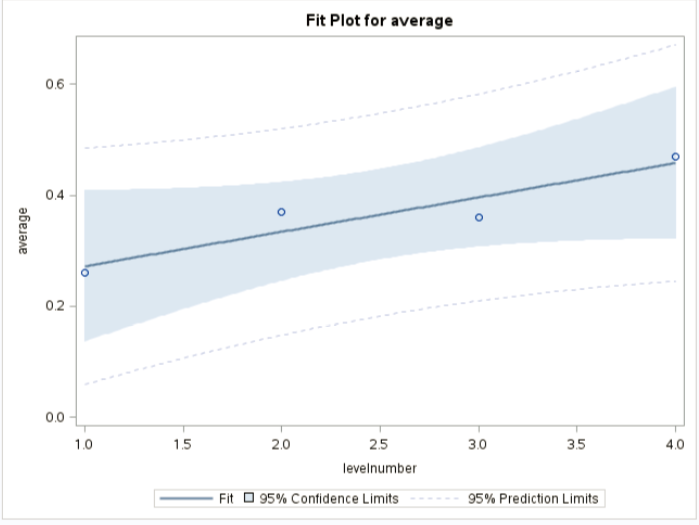 Fit Plot for average
0.6
0.4
0.2
0.0
average
1.0 1.5 2.0 2.5 3.0 3.5 4.0
levelnumber
Fit 95% Confidence Limits 95% Prediction Limits